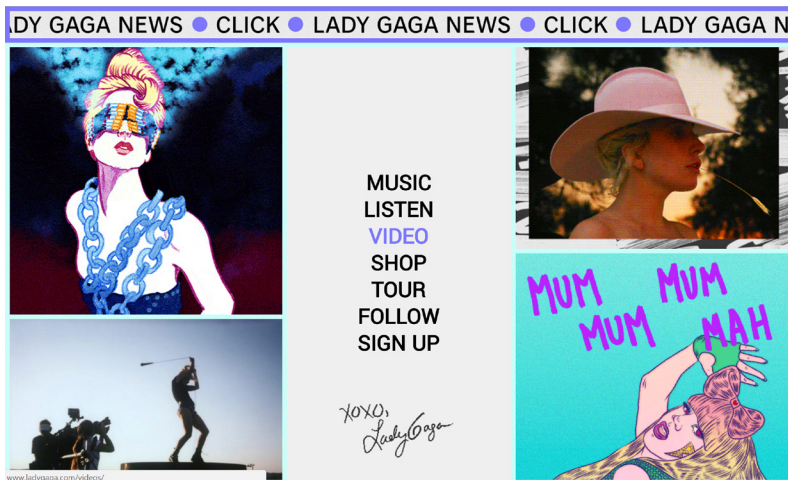 ADY GAGA NEWS ● CLICK ● LADY GAGA NEWS ● CLICK ● LADY GAGA N
MUSIC
LISTEN
VIDEO
SHOP
TOUR
FOLLOW
SIGN UP
XOXO,
Lady Gaga
MUM MUM
MUM MAH
www.ladygaga.com/videos/